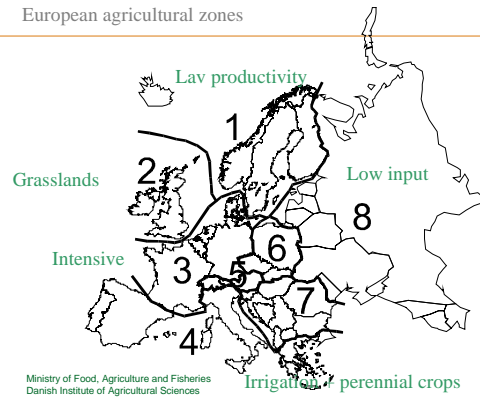 European agricultural zones
Lav productivity
1
2
Grasslands
Low input
8
6
Intensive
3
5
7
4
Ministry of Food, Agriculture and Fisheries
Danish Institute of Agricultural Sciences
Irrigation + perennial crops